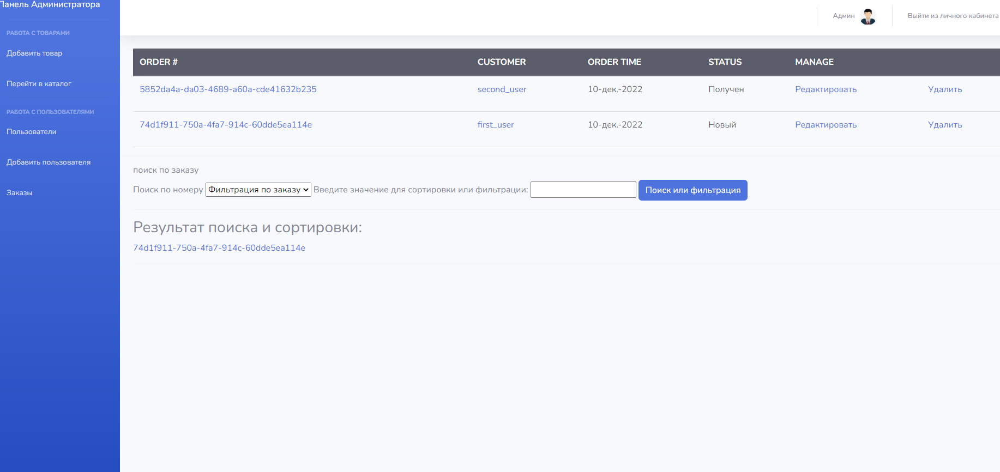 Панель Администратора
РАБОТА С ТОВАРАМИ
Добавить товар
Перейти в каталог
РАБОТА С ПОЛЬЗОВАТЕЛЯМИ
Пользователи
Добавить пользователя
Заказы
Админ Выйти из личного кабинета
ORDER # CUSTOMER ORDER TIME STATUS MANAGE
5852da4a-da03-4689-a60a-cde41632b235 second_user 10-дек.-2022 Получен Редактировать Удалить
74d1f911-750a-4fa7-914c-60dde5ea114e first_user 10-дек.-2022 Новый Редактировать Удалить
поиск по заказу
Поиск по номеру Фильтрация по заказу Введите значение для сортировки или фильтрации: Поиск или фильтрация
Результат поиска и сортировки:
74d1f911-750a-4fa7-914c-60dde5ea114e